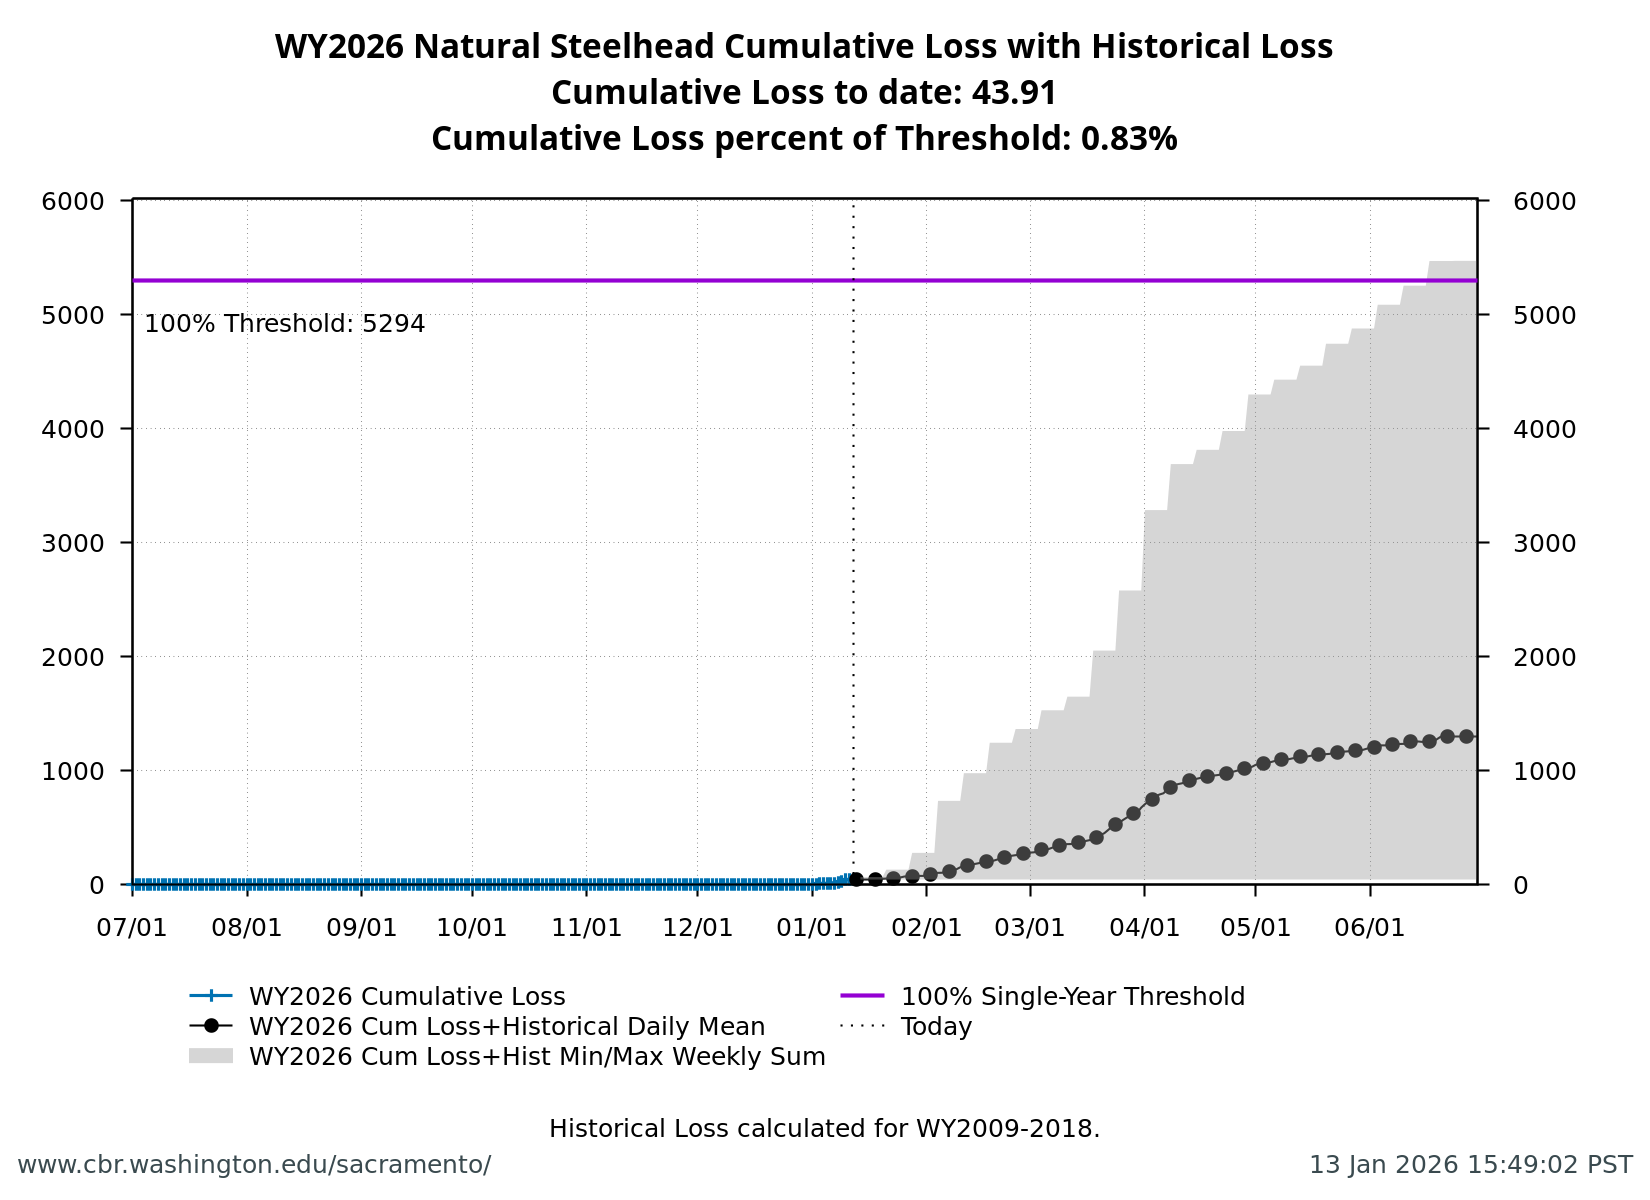 WY2026 Natural Steelhead Cumulative Loss with Historical Loss
Cumulative Loss to date: 43.91
Cumulative Loss percent of Threshold: 0.83%
6000 6000
5000 5000
100% Threshold: 5294
4000 4000
3000 3000
2000 2000
1000 1000
0 0
07/01 08/01 09/01 10/01 11/01 12/01 01/01 02/01 03/01 04/01 05/01 06/01
WY2026 Cumulative Loss 100% Single-Year Threshold
WY2026 Cum Loss+Historical Daily Mean Today
WY2026 Cum Loss+Hist Min/Max Weekly Sum
Historical Loss calculated for WY2009-2018.
www.cbr.washington.edu/sacramento/ 13 Jan 2026 15:49:02 PST